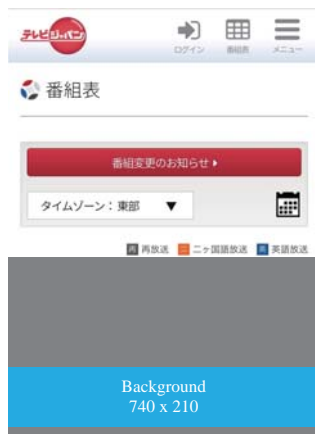 テレビジャパン
ログイン 番組表 メニュー
番組表
番組変更のお知らせ
タイムゾーン：東部 ▼
再 再放送 二 二ヶ国語放送 英 英語放送
Background
740 x 210